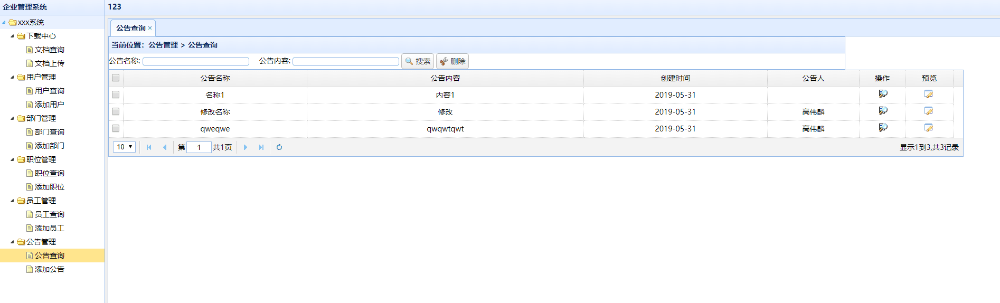 企业管理系统
xxx系统
下载中心
文档查询
文档上传
用户管理
用户查询
添加用户
部门管理
部门查询
添加部门
职位管理
职位查询
添加职位
员工管理
员工查询
添加员工
公告管理
公告查询
添加公告
123
公告查询 ×
当前位置：公告管理 > 公告查询
公告名称: 公告内容: 搜索 删除
公告名称 公告内容 创建时间 公告人 操作 预览
名称1 内容1 2019-05-31
修改名称 修改 2019-05-31 高伟麟
qweqwe qwqwtqwt 2019-05-31 高伟麟
10 第 1 共1页 显示1到3,共3记录